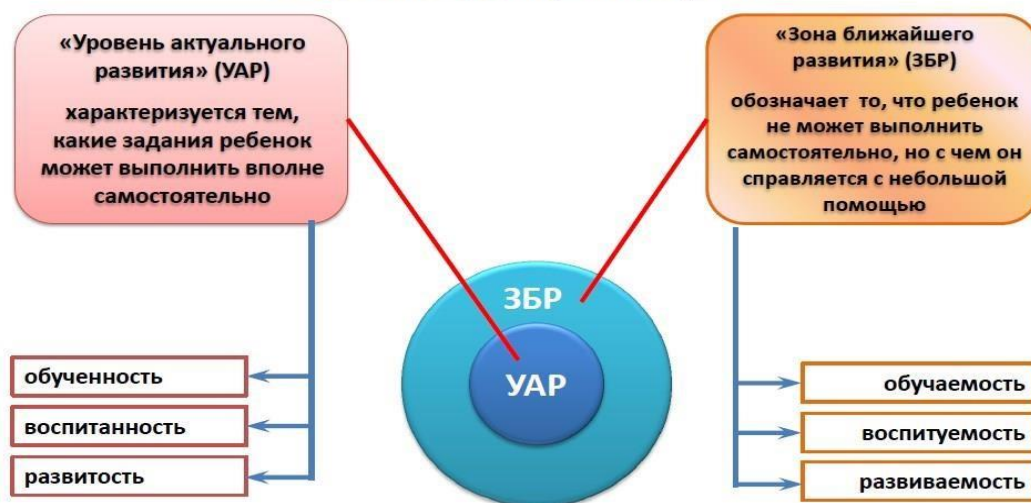 «Уровень актуального
развития» (УАР)
характеризуется тем,
какие задания ребенок
может выполнить вполне
самостоятельно
«Зона ближайшего
развития» (ЗБР)
обозначает то, что ребенок
не может выполнить
самостоятельно, но с чем он
справляется с небольшой
помощью
ЗБР
УАР
обученность
воспитанность
развитость
обучаемость
воспитуемость
развиваемость